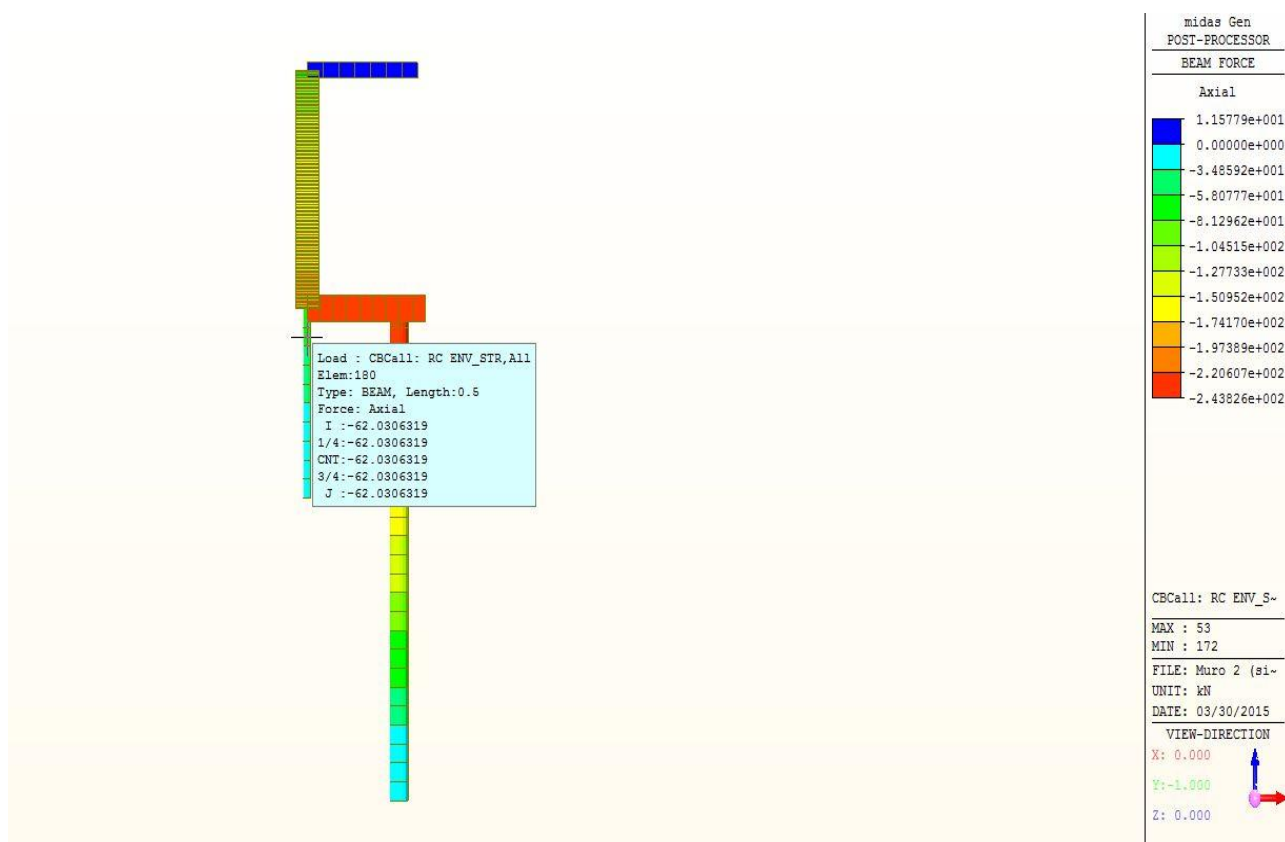 midas Gen
POST-PROCESSOR
BEAM FORCE
Axial
1.15779e+001
0.00000e+000
-3.48592e+001
-5.80777e+001
-8.12962e+001
-1.04515e+002
-1.27733e+002
-1.50952e+002
-1.74170e+002
-1.97389e+002
-2.20607e+002
-2.43826e+002
Load : CBCall: RC ENV_STR,All
Elem:180
Type: BEAM, Length:0.5
Force: Axial
I :-62.0306319
1/4:-62.0306319
CNT:-62.0306319
3/4:-62.0306319
J :-62.0306319
CBCall: RC ENV_S~
MAX : 53
MIN : 172
FILE: Muro 2 (si~
UNIT: kN
DATE: 03/30/2015
VIEW-DIRECTION
X: 0.000
Y:-1.000
Z: 0.000